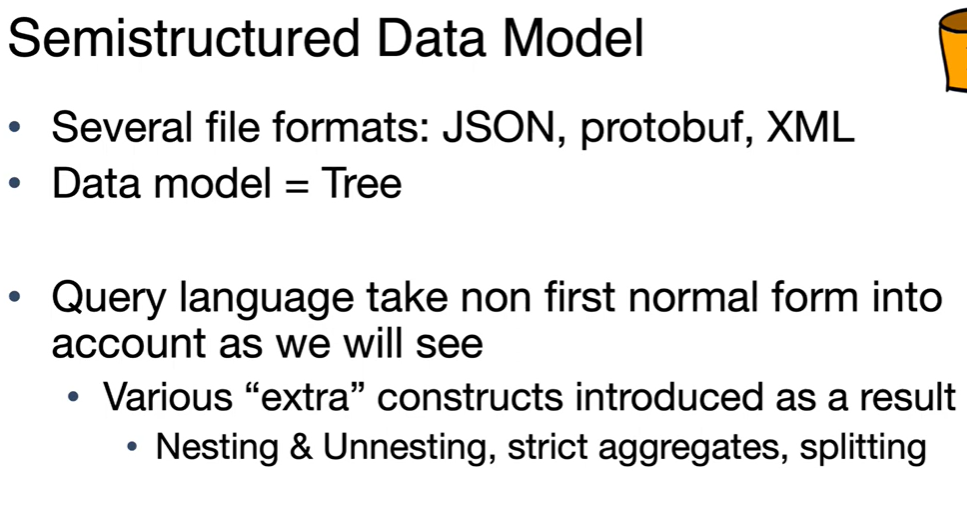 Semistructured Data Model
• Several file formats: JSON, protobuf, XML
• Data model = Tree
• Query language take non first normal form into
account as we will see
• Various “extra” constructs introduced as a result
• Nesting & Unnesting, strict aggregates, splitting